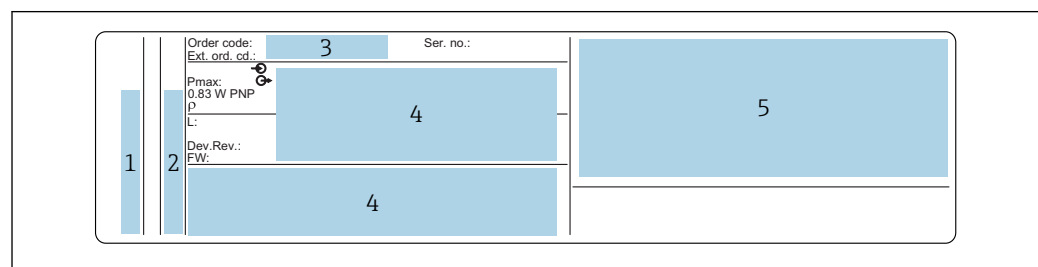 Order code:
Ext. ord. cd.:
3
Ser. no.:
Pmax:
0.83 W PNP
ρ
4
L:
Dev.Rev.:
FW:
1
2
4
5